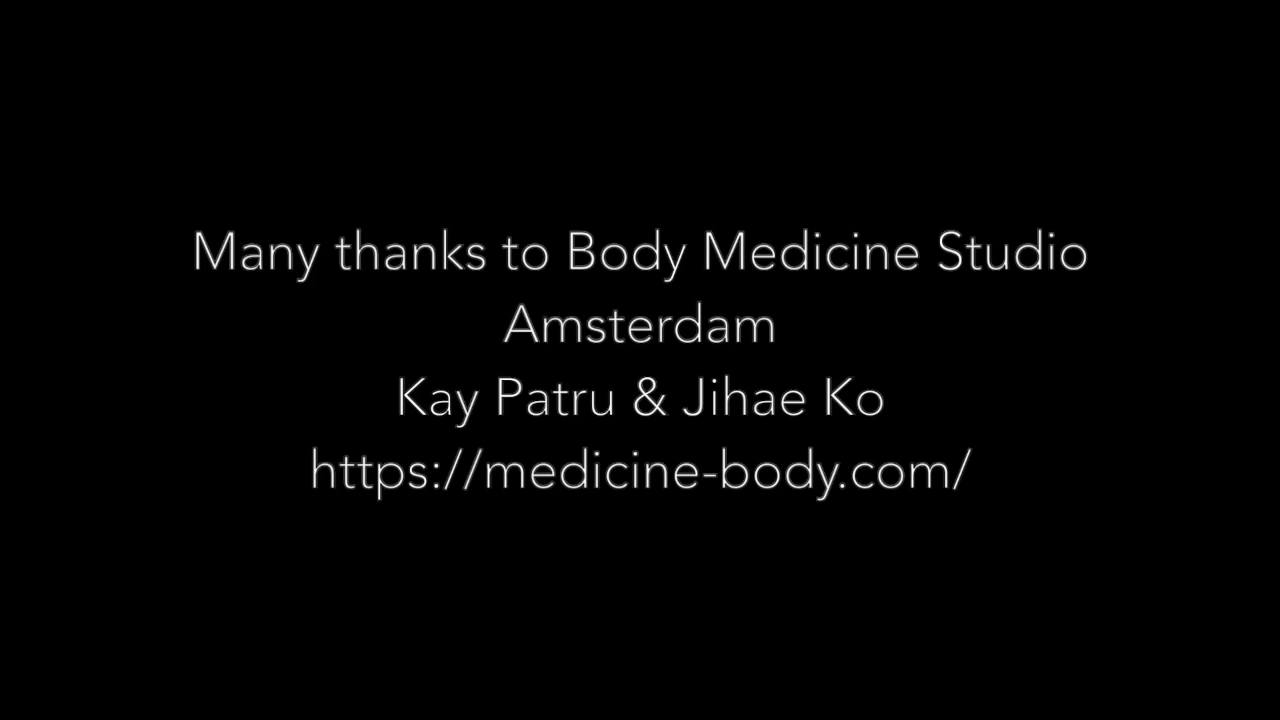 Many thanks to Body Medicine Studio
Amsterdam
Kay Patru & Jihae Ko
https://medicine-body.com/